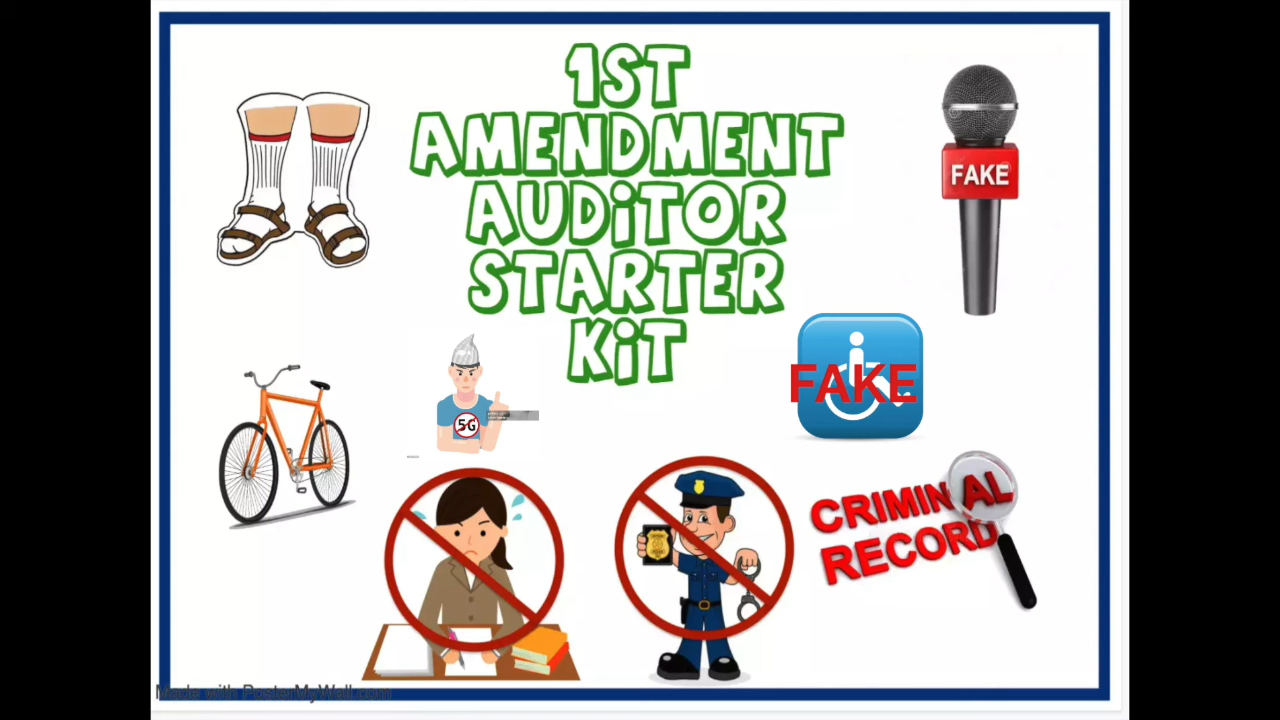 1ST
AMENDMENT
AUDiTOR
STARTER
KiT
FAKE
FAKE
5G
CRIMINAL
RECORD
Made with PosterMyWall.com